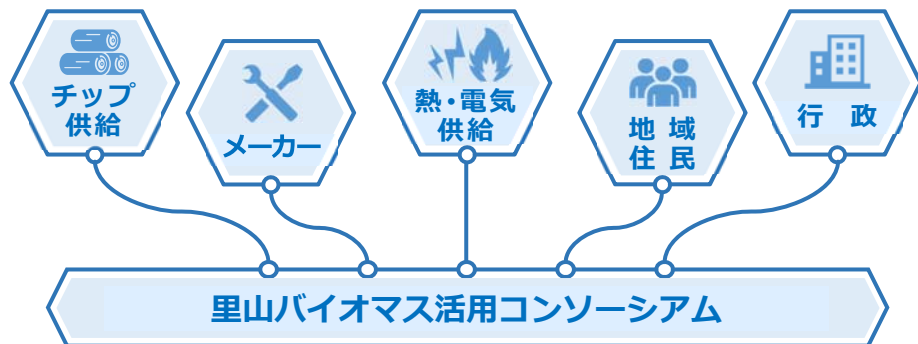 チップ
供給
メーカー
熱・電気
供給
地 域
住 民
行 政
里山バイオマス活用コンソーシアム